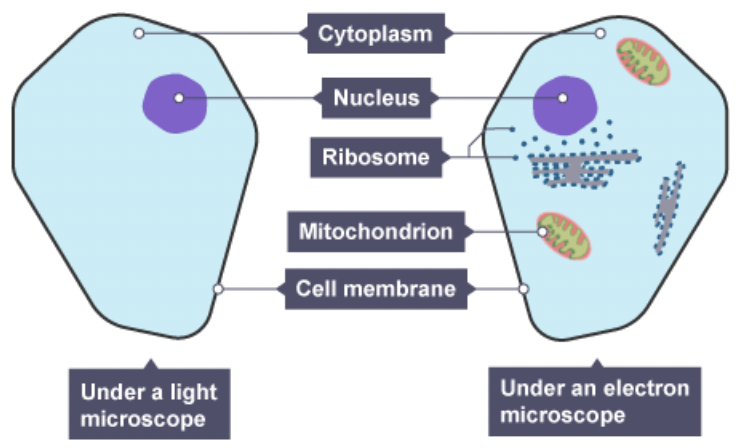 Cytoplasm
Nucleus
Ribosome
Mitochondrion
Cell membrane
Under a light
microscope
Under an electron
microscope